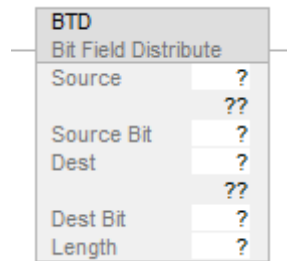 BTD
Bit Field Distribute
Source ?
??
Source Bit ?
Dest ?
??
Dest Bit ?
Length ?